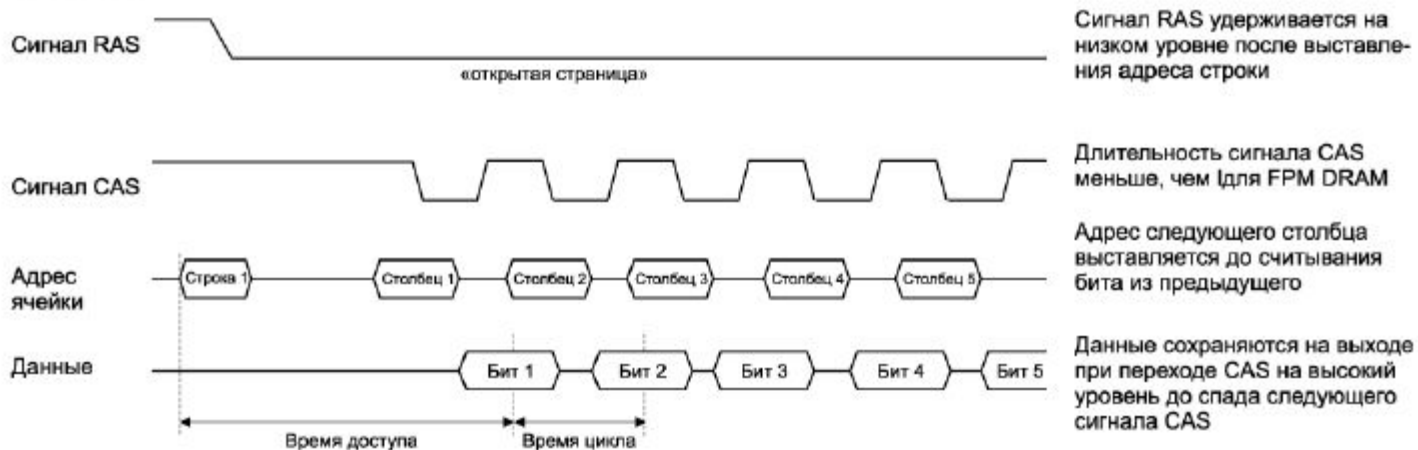 Сигнал RAS
«открытая страница»
Сигнал RAS удерживается на
низком уровне после выставле-
ния адреса строки
Сигнал CAS
Длительность сигнала CAS
меньше, чем Iдля FPM DRAM
Адрес
ячейки
Строка 1
Столбец 1
Столбец 2
Столбец 3
Столбец 4
Столбец 5
Адрес следующего столбца
выставляется до считывания
бита из предыдущего
Данные
Бит 1
Бит 2
Бит 3
Бит 4
Бит 5
Данные сохраняются на выходе
при переходе CAS на высокий
уровень до спада следующего
сигнала CAS
Время доступа
Время цикла